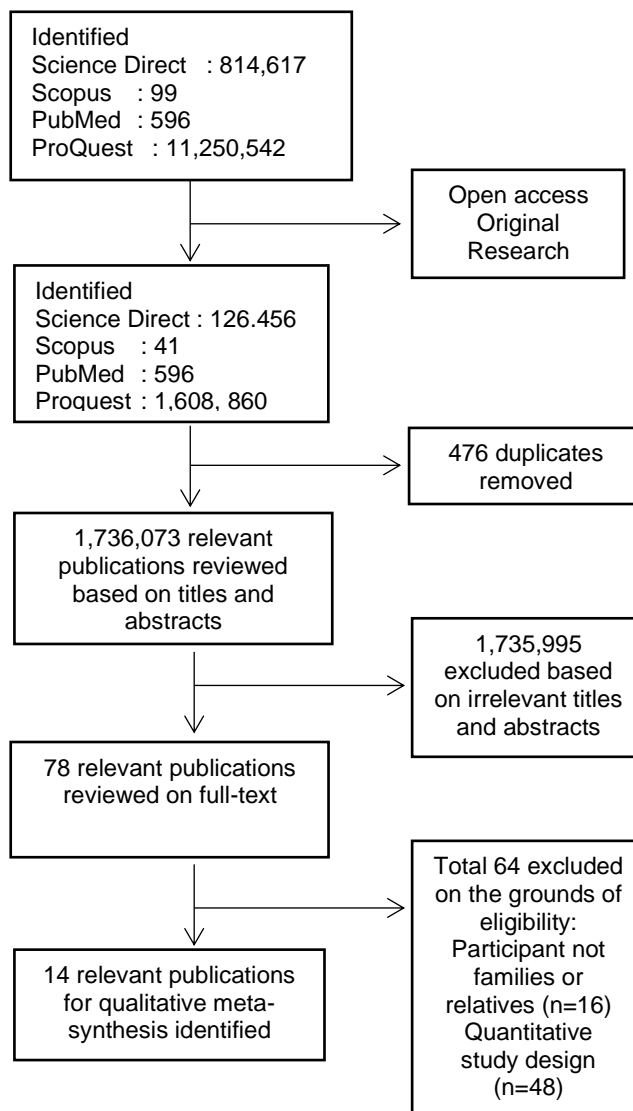 Identified
Science Direct : 814,617
Scopus : 99
PubMed : 596
ProQuest : 11,250,542
Open access
Original
Research
Identified
Science Direct : 126.456
Scopus : 41
PubMed : 596
Proquest : 1,608, 860
476 duplicates
removed
1,736,073 relevant
publications reviewed
based on titles and
abstracts
1,735,995
excluded based
on irrelevant titles
and abstracts
78 relevant publications
reviewed on full-text
Total 64 excluded
on the grounds of
eligibility:
Participant not
families or
relatives (n=16)
Quantitative
study design
(n=48)
14 relevant publications
for qualitative meta-
synthesis identified